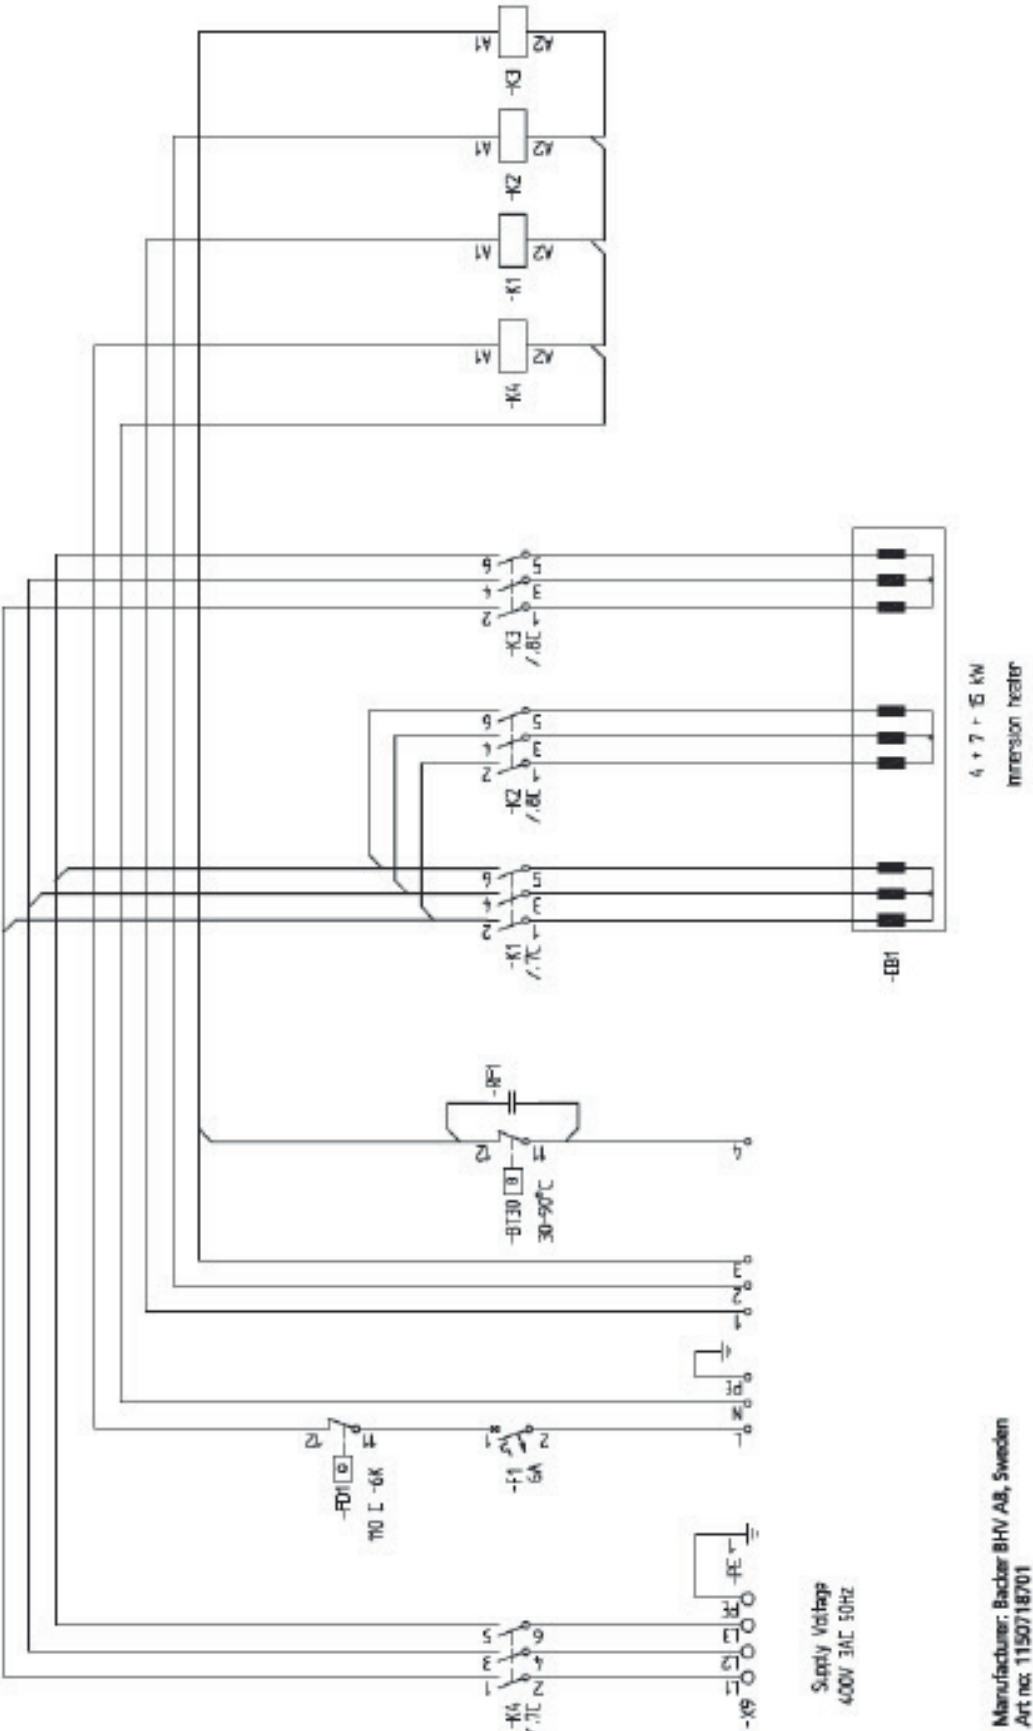 A1
A2
-K3
A1
A2
-K2
A1
A2
-K1
A1
A2
-K4
6
5
4
3
2
1
-K3
/.8C
6
5
4
3
2
1
-K2
/.8C
6
5
4
3
2
1
-K1
/.7C
4 + 7 + 15 kW
Immersion heater
-EB1
-RF1
12
11
-BT30
30-90°C
4
3
2
1
PE
N
L
12
11
-FD1
110 C -6K
1
2
-F1
6A
-PE
PE
5
6
L3
3
4
L2
1
2
L1
-K4
/.7C
-X9
Supply Voltage
400V 3AC 50Hz
Manufacturer: Backer BHV AB, Sweden
Art no: 1150718701